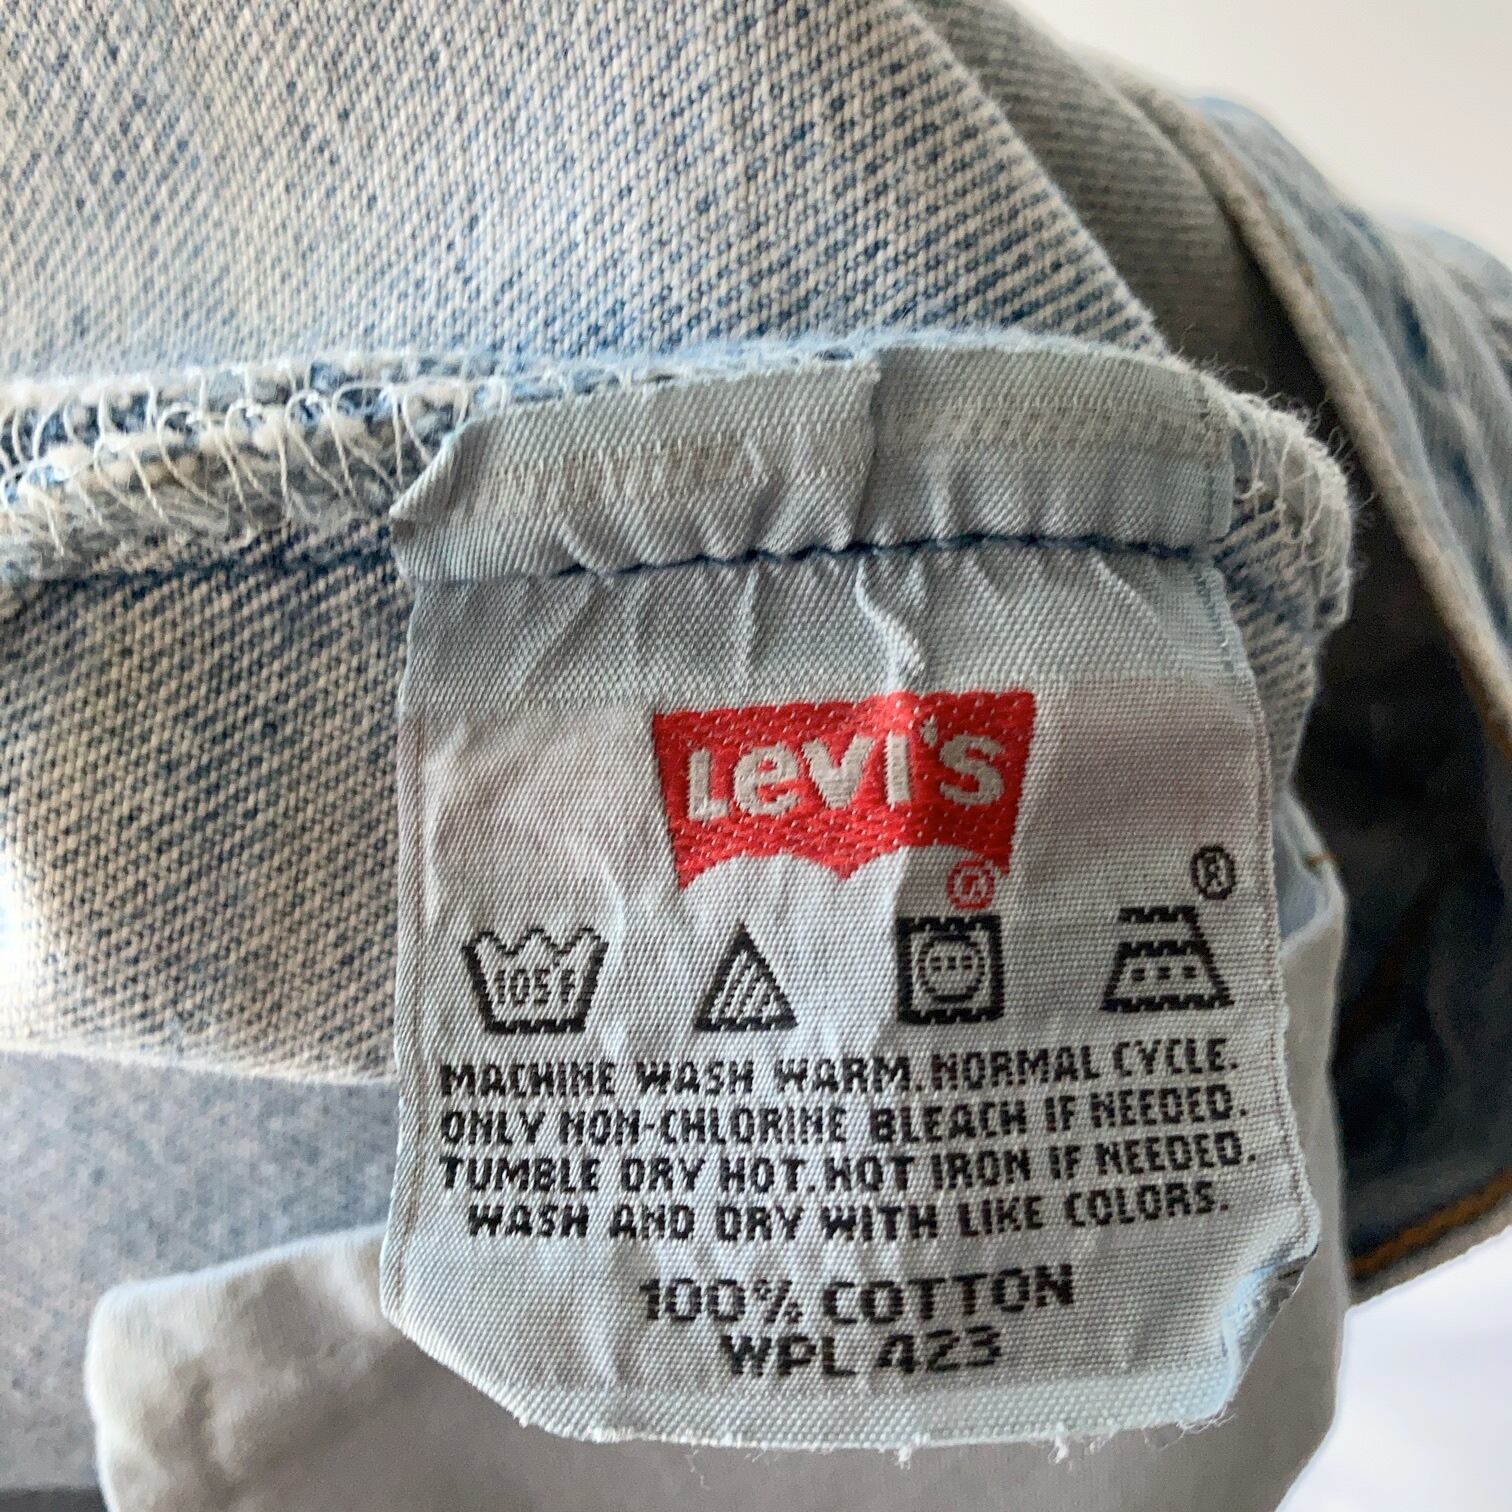 Levi's
®
®
105°F
MACHINE WASH WARM. NORMAL CYCLE.
ONLY NON-CHLORINE BLEACH IF NEEDED.
TUMBLE DRY HOT. HOT IRON IF NEEDED.
WASH AND DRY WITH LIKE COLORS.
100% COTTON
WPL 423